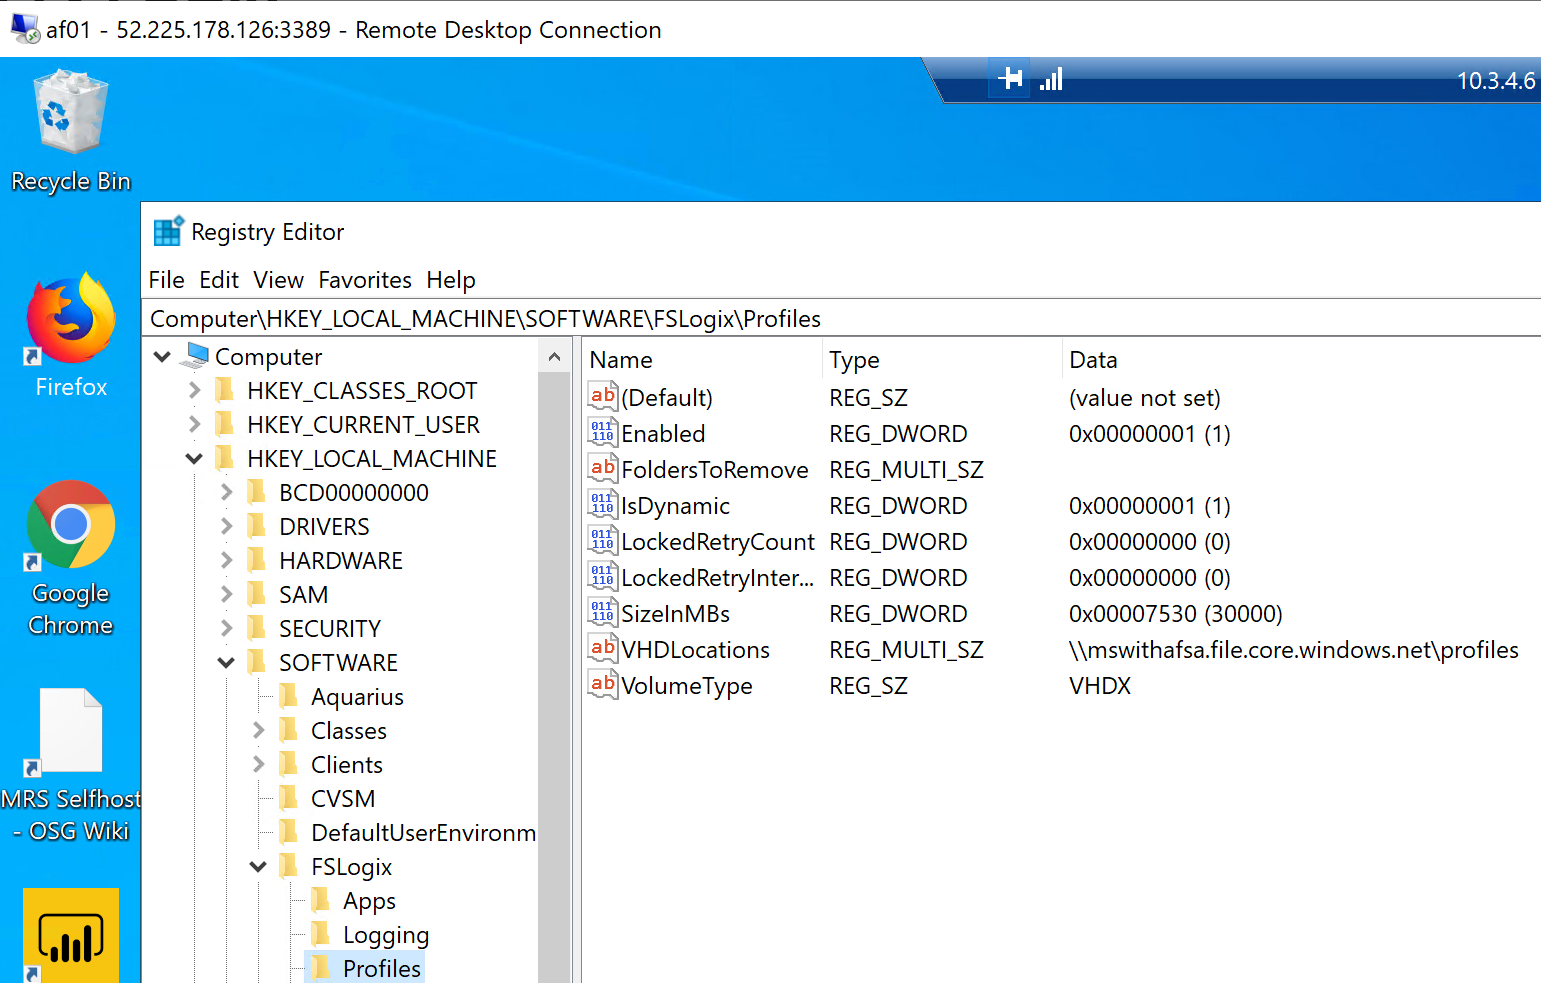 af01 - 52.225.178.126:3389 - Remote Desktop Connection
10.3.4.6
Recycle Bin
Firefox
Google
Chrome
MRS Selfhost
- OSG Wiki
Registry Editor
File Edit View Favorites Help
Computer\HKEY_LOCAL_MACHINE\SOFTWARE\FSLogix\Profiles
Computer
HKEY_CLASSES_ROOT
HKEY_CURRENT_USER
HKEY_LOCAL_MACHINE
BCD00000000
DRIVERS
HARDWARE
SAM
SECURITY
SOFTWARE
Aquarius
Classes
Clients
CVSM
DefaultUserEnvironm
FSLogix
Apps
Logging
Profiles
Name Type Data
(Default) REG_SZ (value not set)
Enabled REG_DWORD 0x00000001 (1)
FoldersToRemove REG_MULTI_SZ
IsDynamic REG_DWORD 0x00000001 (1)
LockedRetryCount REG_DWORD 0x00000000 (0)
LockedRetryInter... REG_DWORD 0x00000000 (0)
SizeInMBs REG_DWORD 0x00007530 (30000)
VHDLocations REG_MULTI_SZ \\mswithafsa.file.core.windows.net\profiles
VolumeType REG_SZ VHDX